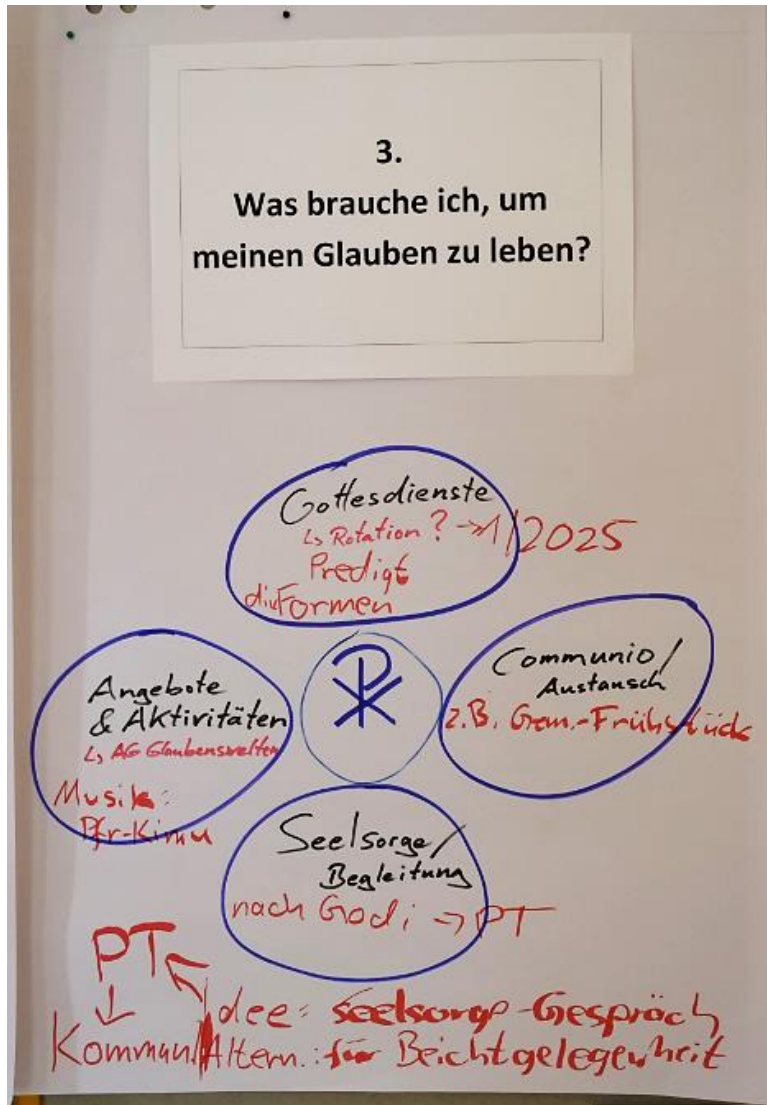 3.
Was brauche ich, um
meinen Glauben zu leben?
Gottesdienste
↳ Rotation? → 1/2025
Predigt
div. Formen
Angebote
& Aktivitäten
↳ AG Glaubenswelten
Musik:
Pfr-Kimu
Communio/
Austausch
z.B. Gem.-Frühstück
Seelsorge/
Begleitung
nach Godi → PT
PT
Idee: Seelsorge-Gespräch
Kommun. Altern.: für Beichtgelegenheit